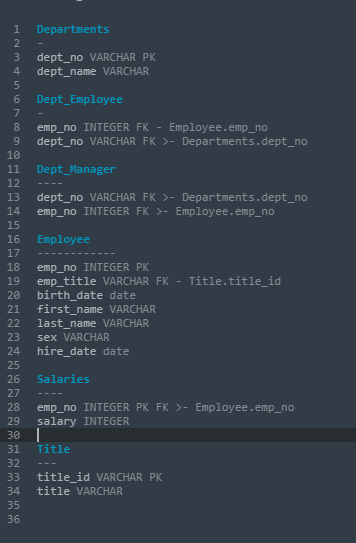 1 Departments
2 -
3 dept_no VARCHAR PK
4 dept_name VARCHAR
5
6 Dept_Employee
7 -
8 emp_no INTEGER FK - Employee.emp_no
9 dept_no VARCHAR FK >- Departments.dept_no
10
11 Dept_Manager
12 ----
13 dept_no VARCHAR FK >- Departments.dept_no
14 emp_no INTEGER FK >- Employee.emp_no
15
16 Employee
17 ------------
18 emp_no INTEGER PK
19 emp_title VARCHAR FK - Title.title_id
20 birth_date date
21 first_name VARCHAR
22 last_name VARCHAR
23 sex VARCHAR
24 hire_date date
25
26 Salaries
27 ----
28 emp_no INTEGER PK FK >- Employee.emp_no
29 salary INTEGER
30
31 Title
32 ---
33 title_id VARCHAR PK
34 title VARCHAR
35
36